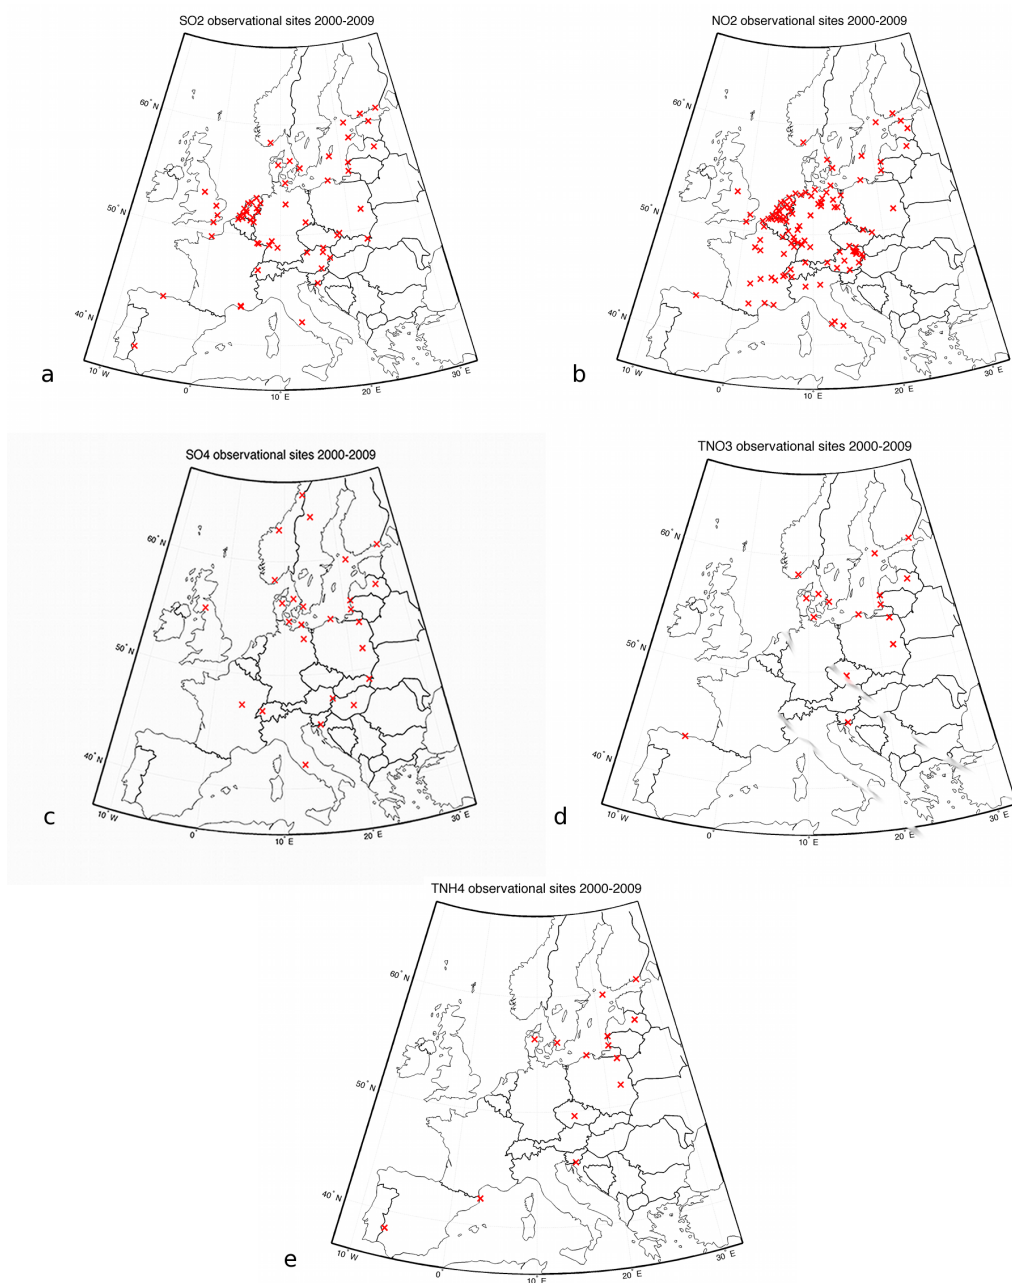 SO2 observational sites 2000-2009
60° N
50° N
40° N
10° W
0°
10° E
20° E
30° E
a
NO2 observational sites 2000-2009
60° N
50° N
40° N
10° W
0°
10° E
20° E
30° E
b
SO4 observational sites 2000-2009
60° N
50° N
40° N
10° W
0°
10° E
20° E
30° E
c
TNO3 observational sites 2000-2009
60° N
50° N
40° N
10° W
0°
10° E
20° E
30° E
d
TNH4 observational sites 2000-2009
60° N
50° N
40° N
10° W
0°
10° E
20° E
30° E
e